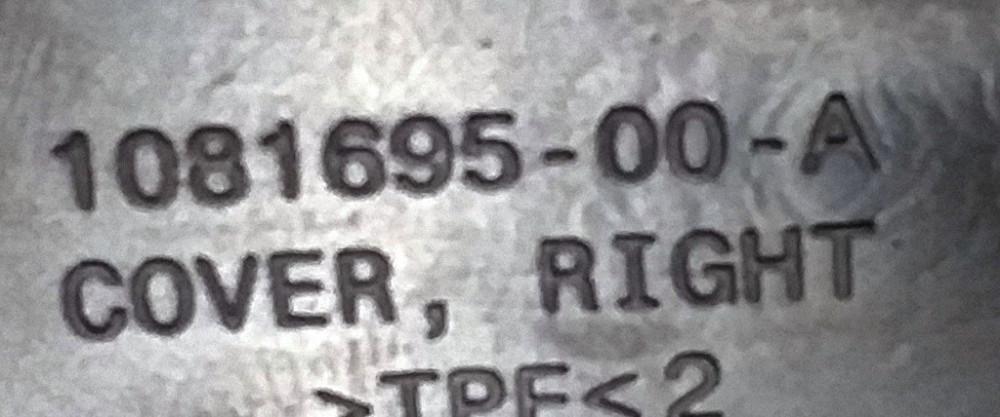 1081695-00-A
COVER, RIGHT
>TPE<2